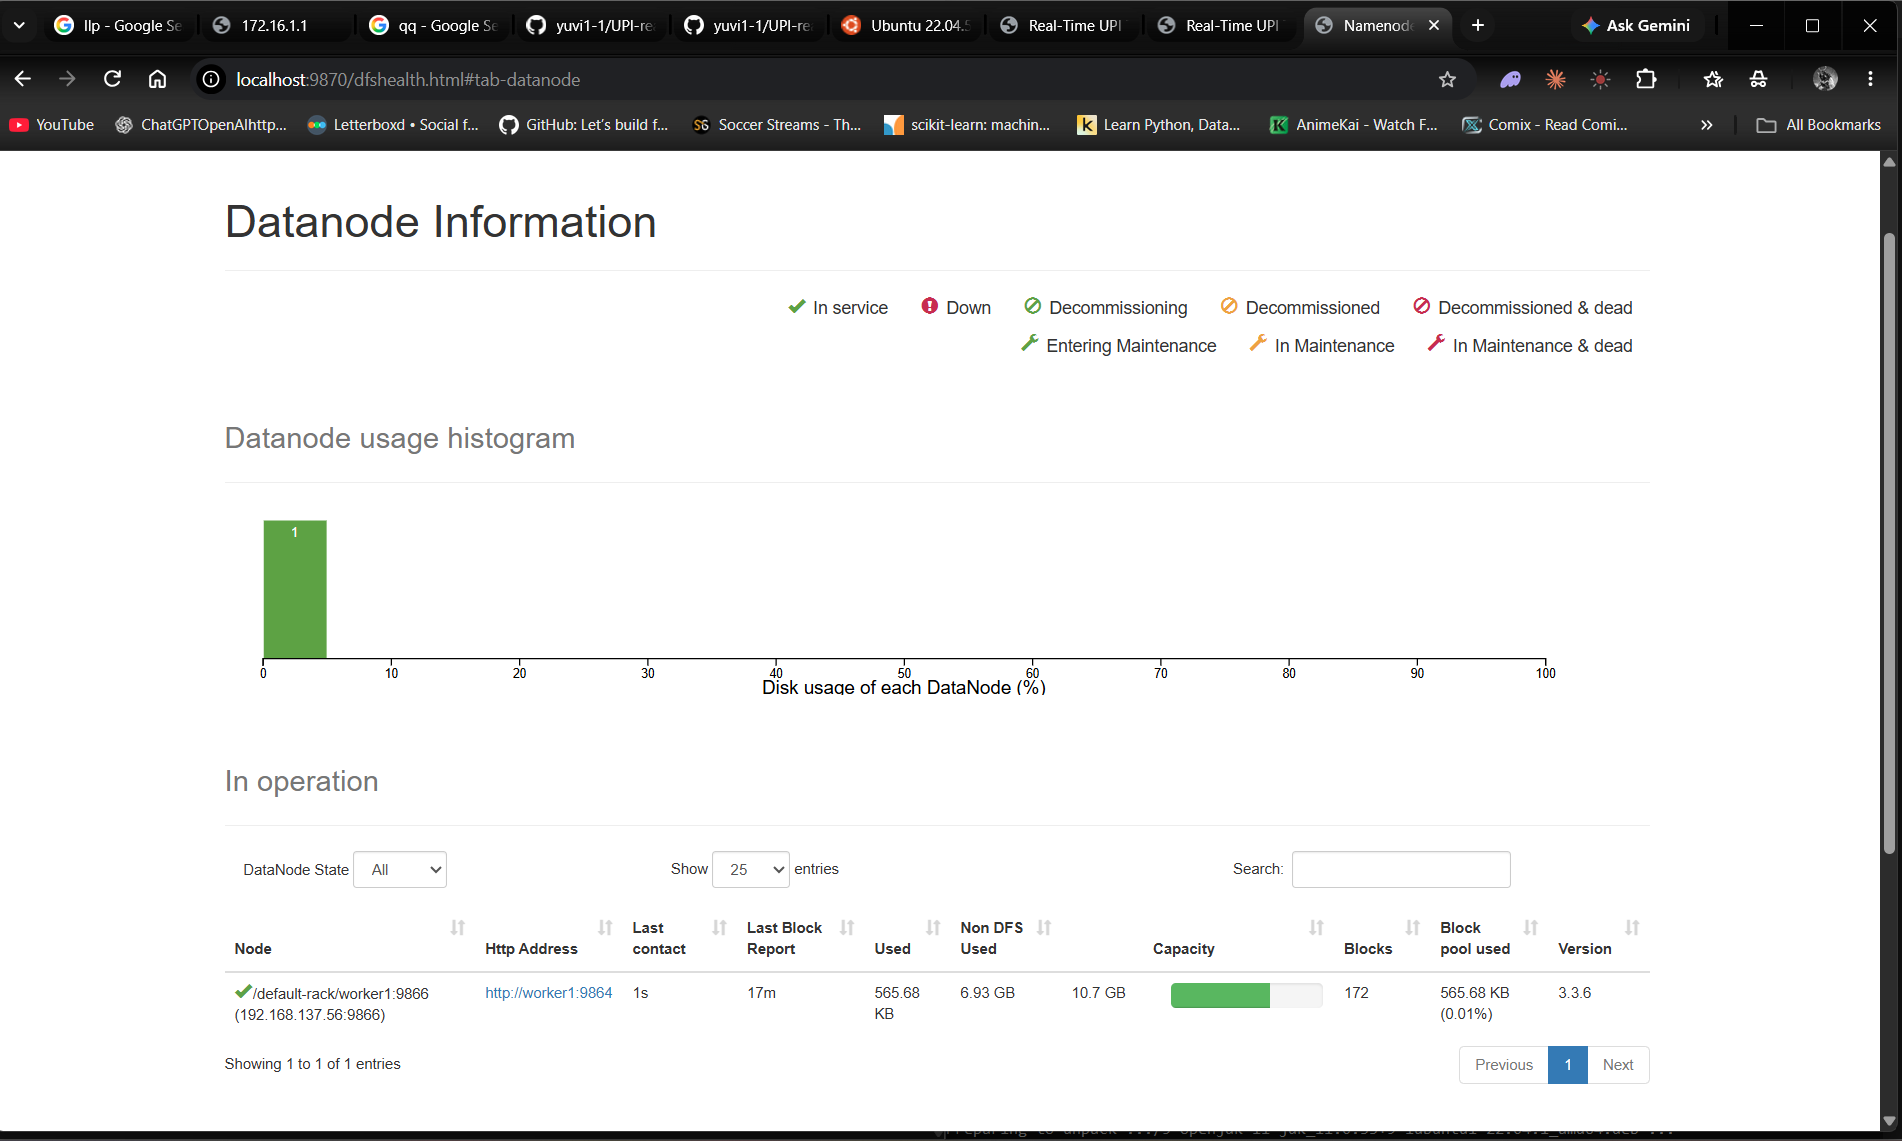 llp - Google Se
172.16.1.1
qq - Google Se
yuvi1-1/UPI-re
yuvi1-1/UPI-re
Ubuntu 22.04.5
Real-Time UPI
Real-Time UPI
Namenode
Ask Gemini
localhost:9870/dfshealth.html#tab-datanode
YouTube
ChatGPTOpenAIhttp...
Letterboxd • Social f...
GitHub: Let's build f...
SG
Soccer Streams - Th...
scikit-learn: machin...
Learn Python, Data...
AnimeKai - Watch F...
Comix - Read Comi...
All Bookmarks
Datanode Information
In service Down Decommissioning Decommissioned Decommissioned & dead
Entering Maintenance In Maintenance In Maintenance & dead
Datanode usage histogram
1
0 10 20 30 40 50 60 70 80 90 100
Disk usage of each DataNode (%)
In operation
DataNode State All
Show 25 entries
Search:
Node
Http Address
Last contact
Last Block Report
Used
Non DFS Used
Capacity
Blocks
Block pool used
Version
/default-rack/worker1:9866 (192.168.137.56:9866)
http://worker1:9864
1s
17m
565.68 KB
6.93 GB
10.7 GB
172
565.68 KB (0.01%)
3.3.6
Showing 1 to 1 of 1 entries
Previous 1 Next